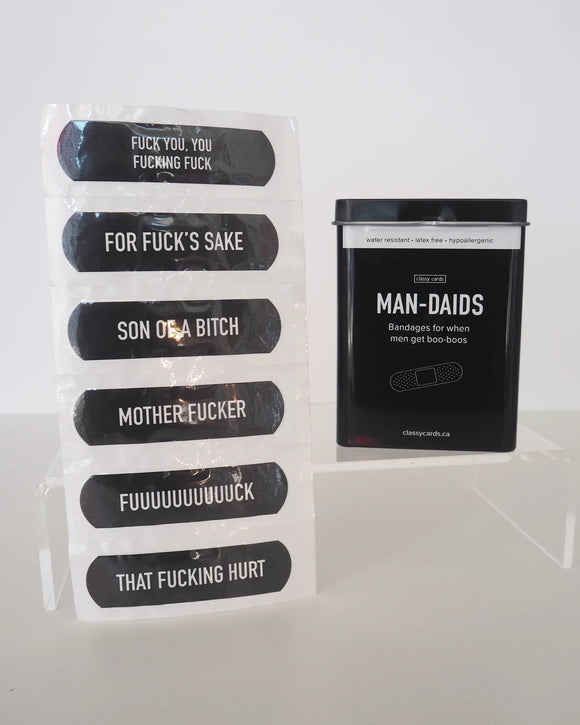 FUCK YOU, YOU
FUCKING FUCK
FOR FUCK'S SAKE
SON OF A BITCH
MOTHER FUCKER
FUUUUUUUUUUCK
THAT FUCKING HURT
water resistant • latex free • hypoallergenic
classy cards
MAN-DAIDS
Bandages for when
men get boo-boos
classycards.ca